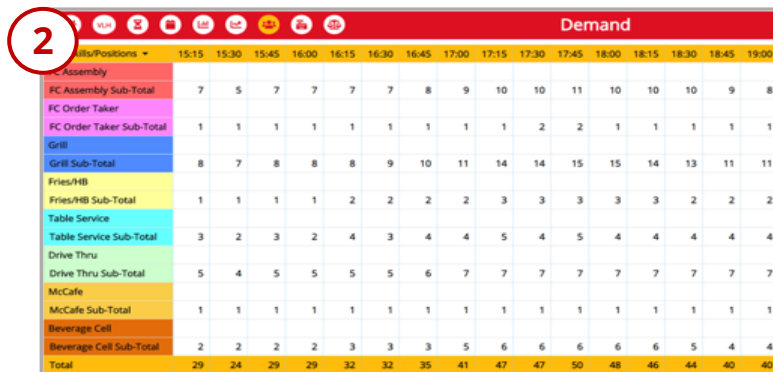 2
VLH
Demand
ills/Positions 15:15 15:30 15:45 16:00 16:15 16:30 16:45 17:00 17:15 17:30 17:45 18:00 18:15 18:30 18:45 19:00
FC Assembly
FC Assembly Sub-Total 7 5 7 7 7 7 8 9 10 10 11 10 10 10 9 8
FC Order Taker
FC Order Taker Sub-Total 1 1 1 1 1 1 1 1 1 2 2 1 1 1 1 1
Grill
Grill Sub-Total 8 7 8 8 8 9 10 11 14 14 15 15 14 13 11 11
Fries/HB
Fries/HB Sub-Total 1 1 1 1 2 2 2 2 3 3 3 3 3 2 2 2
Table Service
Table Service Sub-Total 3 2 3 2 4 3 4 4 5 4 5 4 4 4 4 4
Drive Thru
Drive Thru Sub-Total 5 4 5 5 5 5 6 7 7 7 7 7 7 7 7 7
McCafe
McCafe Sub-Total 1 1 1 1 1 1 1 1 1 1 1 1 1 1 1 1
Beverage Cell
Beverage Cell Sub-Total 2 2 2 2 3 3 3 5 6 6 6 6 6 5 4 4
Total 29 24 29 29 32 32 35 41 47 47 50 48 46 44 40 40